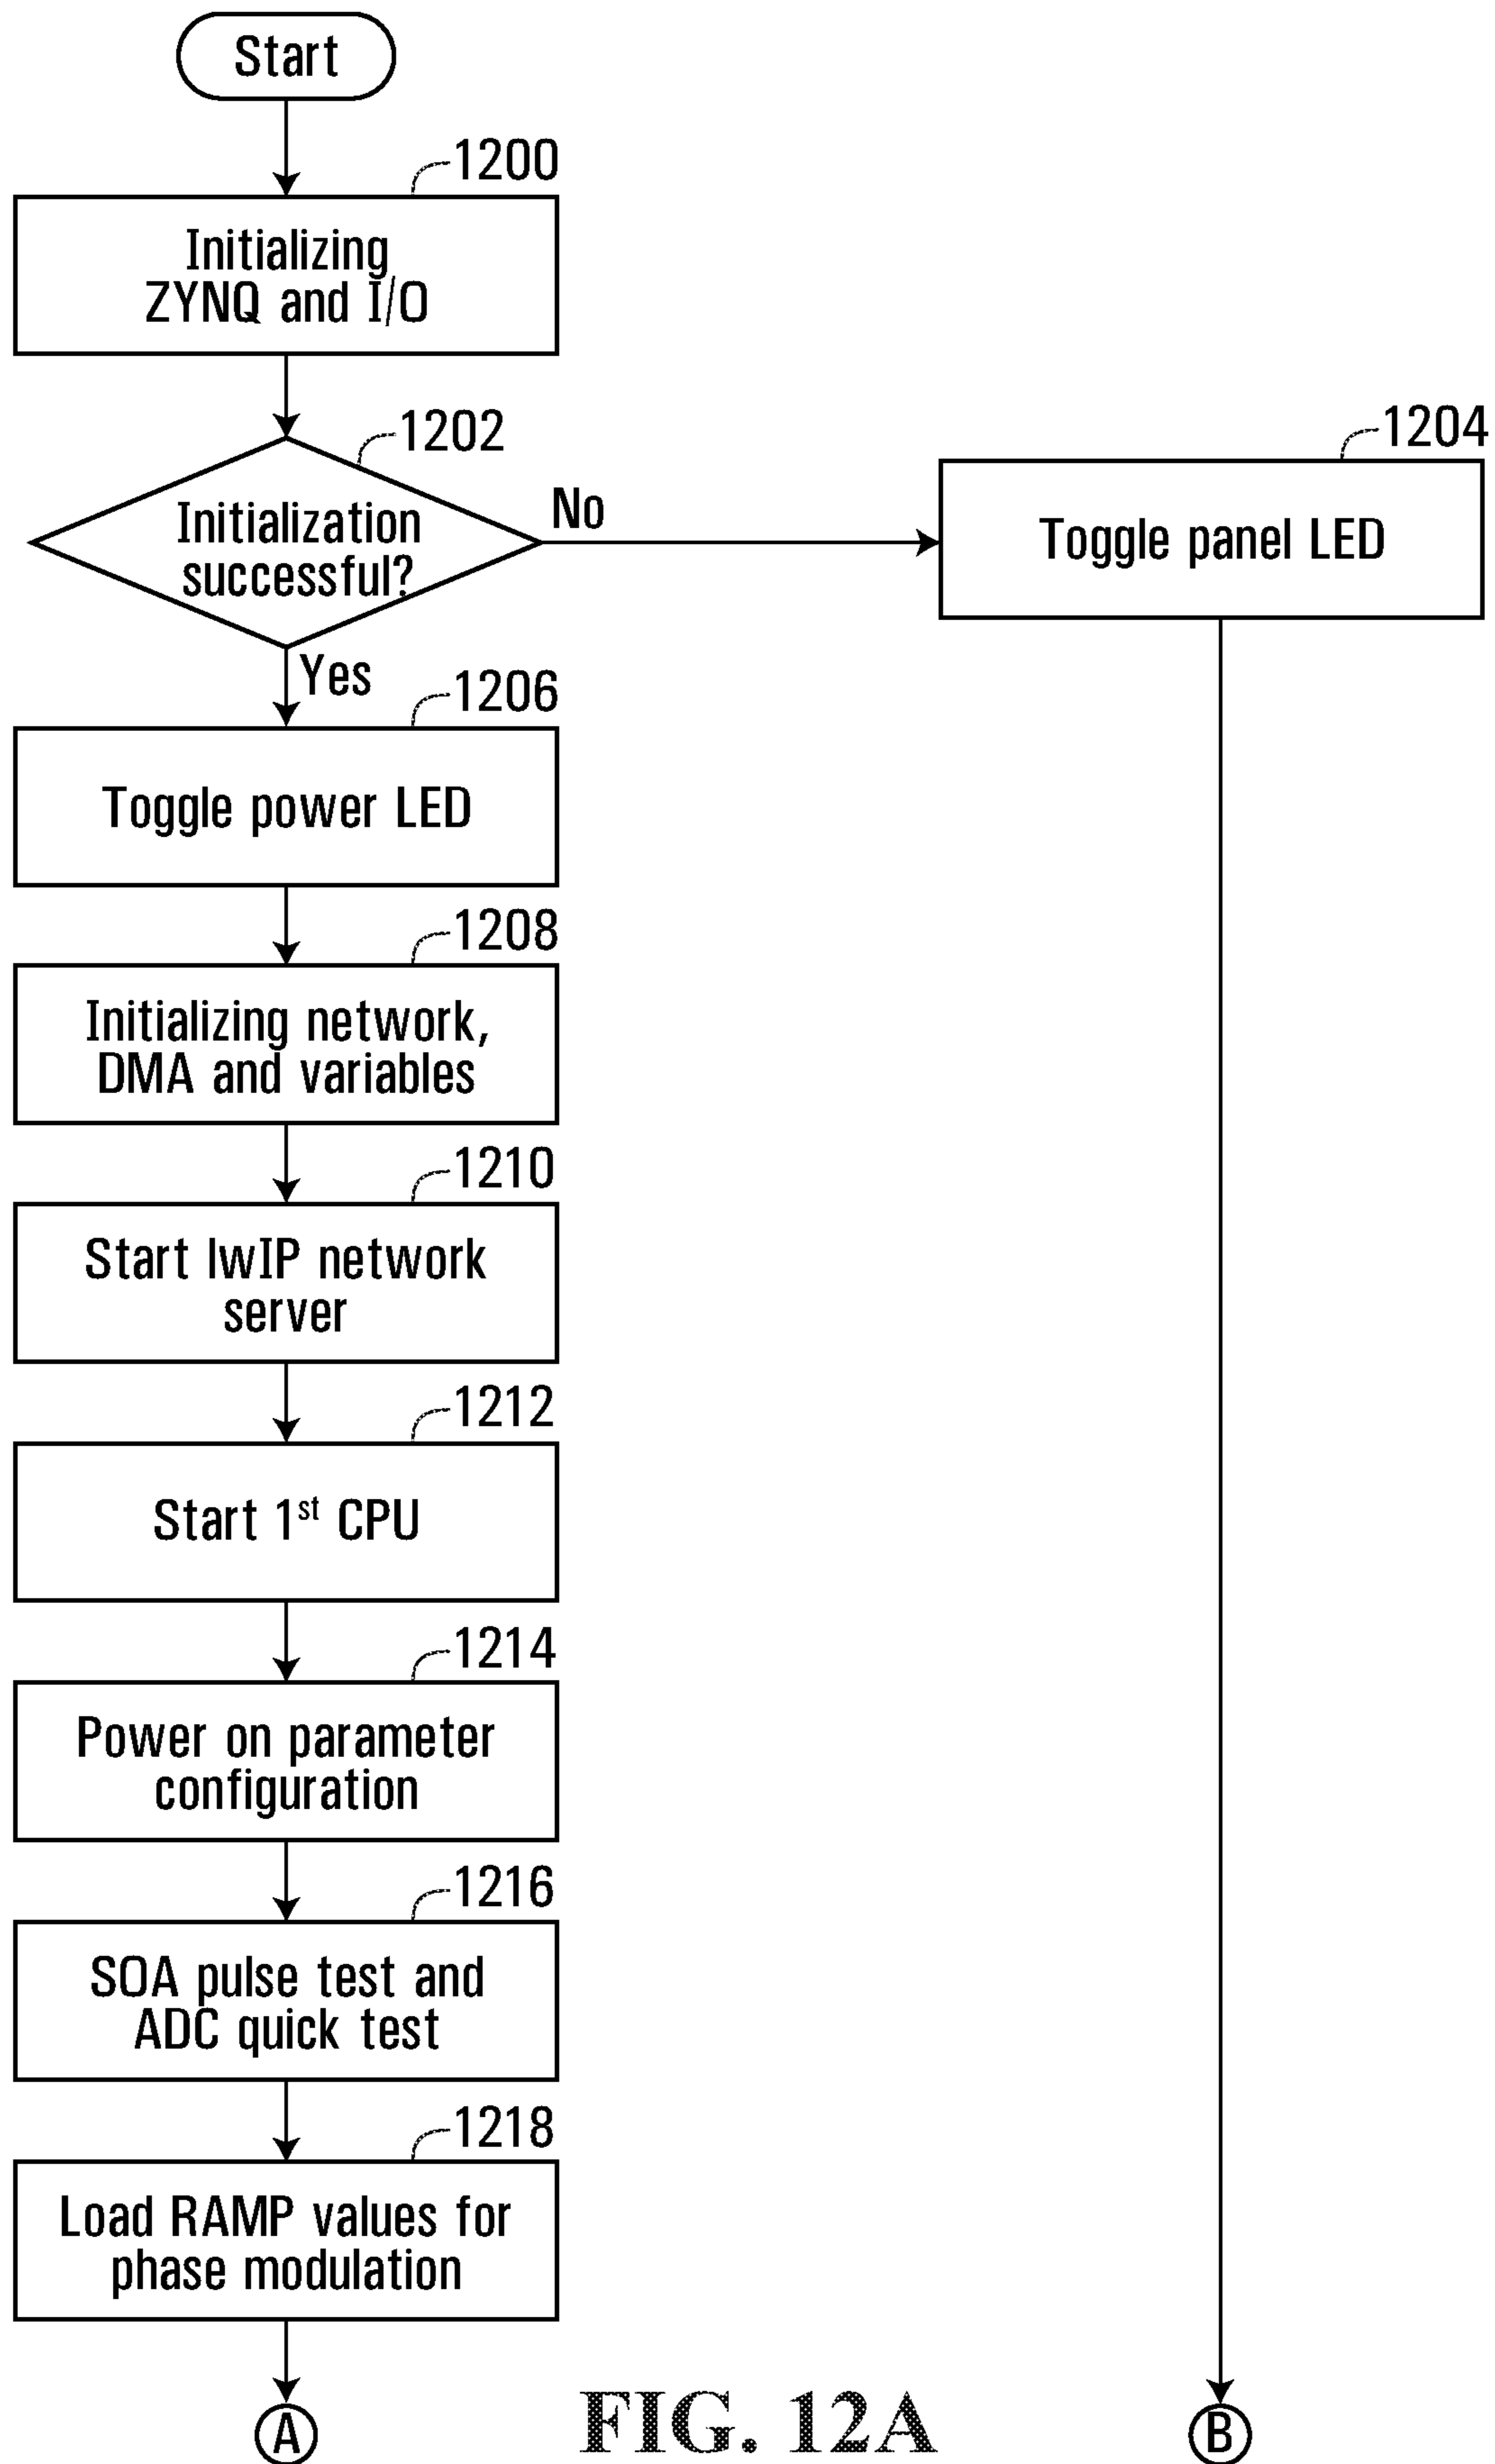 Start
1200
Initializing
ZYNQ and I/O
1202
Initialization
successful?
No
1204
Toggle panel LED
Yes
1206
Toggle power LED
1208
Initializing network,
DMA and variables
1210
Start lwIP network
server
1212
Start 1st CPU
1214
Power on parameter
configuration
1216
SOA pulse test and
ADC quick test
1218
Load RAMP values for
phase modulation
A
FIG. 12A
B